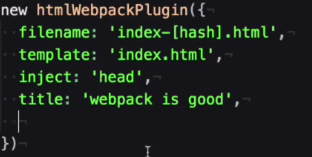 new htmlWebpackPlugin({
filename: 'index-[hash].html',
template: 'index.html',
inject: 'head',
title: 'webpack is good',
})